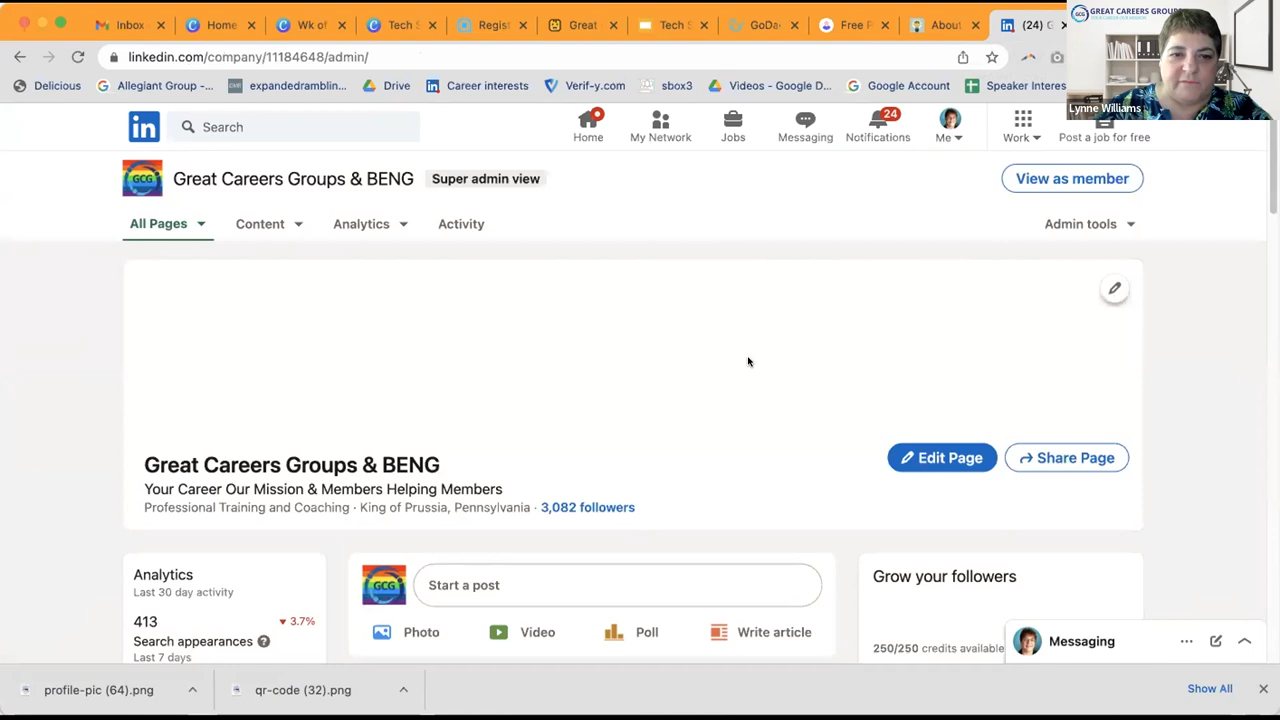 Inbox
Home
Wk of
Tech S
Regist
Great
Tech S
GoDa
Free P
About
(24) G
GREAT CAREERS GROUPS
YOUR CAREER OUR MISSION
linkedin.com/company/11184648/admin/
Lynne Williams
Delicious
Allegiant Group -...
expandedramblin...
Drive
Career interests
Verif-y.com
sbox3
Videos - Google D...
Google Account
Speaker Interes
in
Search
Home
My Network
Jobs
Messaging
24
Notifications
Me
Work
Post a job for free
GCG
Great Careers Groups & BENG
Super admin view
View as member
All Pages
Content
Analytics
Activity
Admin tools
Great Careers Groups & BENG
Edit Page
Share Page
Your Career Our Mission & Members Helping Members
Professional Training and Coaching · King of Prussia, Pennsylvania · 3,082 followers
Analytics
Last 30 day activity
413
3.7%
Search appearances
Last 7 days
GCG
Start a post
Photo
Video
Poll
Write article
Grow your followers
250/250 credits available
Messaging
profile-pic (64).png
qr-code (32).png
Show All